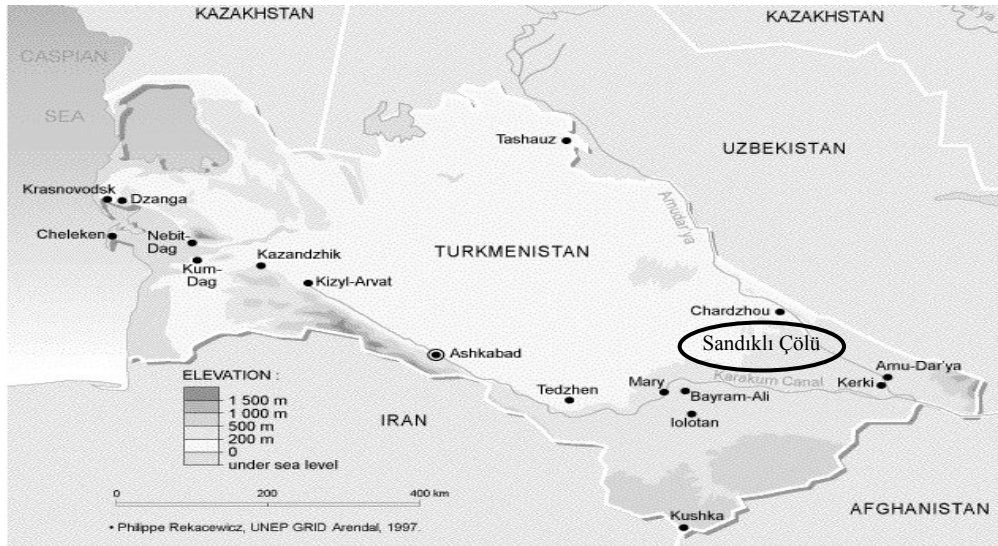 KAZAKHSTAN
KAZAKHSTAN
CASPIAN
SEA
Tashauz
UZBEKISTAN
Krasnovodsk
Dzanga
Amudar'ya
Cheleken
Nebit-
Dag
Kum-
Dag
Kazandzhik
Kizyl-Arvat
TURKMENISTAN
Chardzhou
Sandıklı Çölü
Ashkabad
Amu-Dar'ya
Kerki
Karakum Canal
Mary
Bayram-Ali
Iolotan
Tedzhen
IRAN
ELEVATION :
1 500 m
1 000 m
500 m
200 m
0
under sea level
0
200
400 km
AFGHANISTAN
Kushka
• Philippe Rekacewicz, UNEP GRID Arendal, 1997.